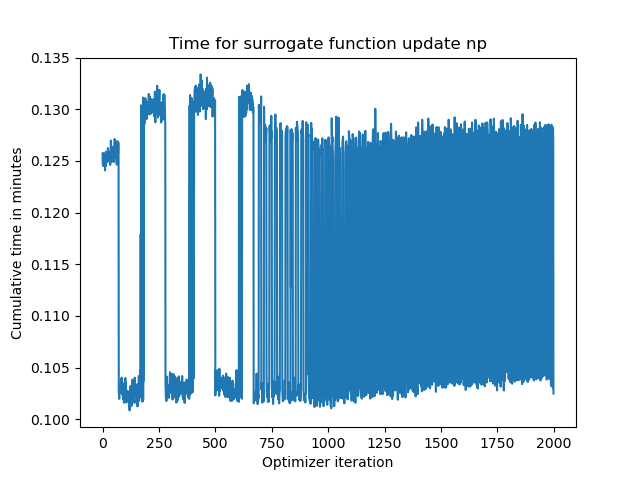 Time for surrogate function update np
0.135
0.130
0.125
0.120
0.115
0.110
0.105
0.100
Cumulative time in minutes
0 250 500 750 1000 1250 1500 1750 2000
Optimizer iteration